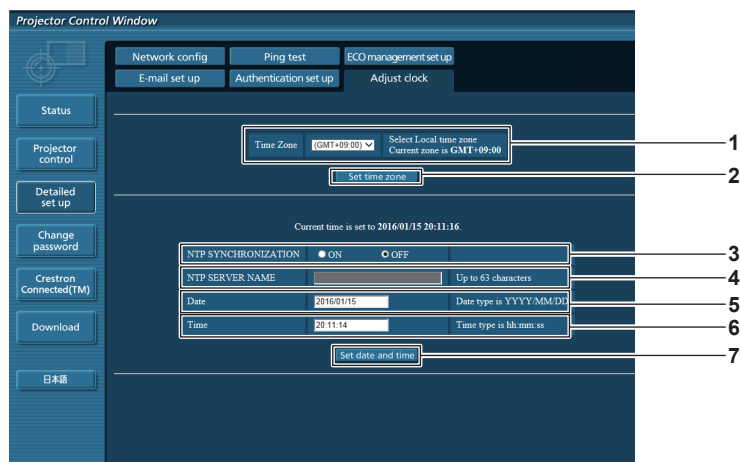 Projector Control Window
Network config
Ping test
ECO management set up
E-mail set up
Authentication set up
Adjust clock
Status
Projector
control
Detailed
set up
Change
password
Crestron
Connected(TM)
Download
日本語
Time Zone (GMT+09:00) Select Local time zone
Current zone is GMT+09:00
1
Set time zone
2
Current time is set to 2016/01/15 20:11:16.
NTP SYNCHRONIZATION ON OFF
3
NTP SERVER NAME Up to 63 characters
4
Date 2016/01/15 Date type is YYYY/MM/DD
5
Time 20:11:14 Time type is hh:mm:ss
6
Set date and time
7